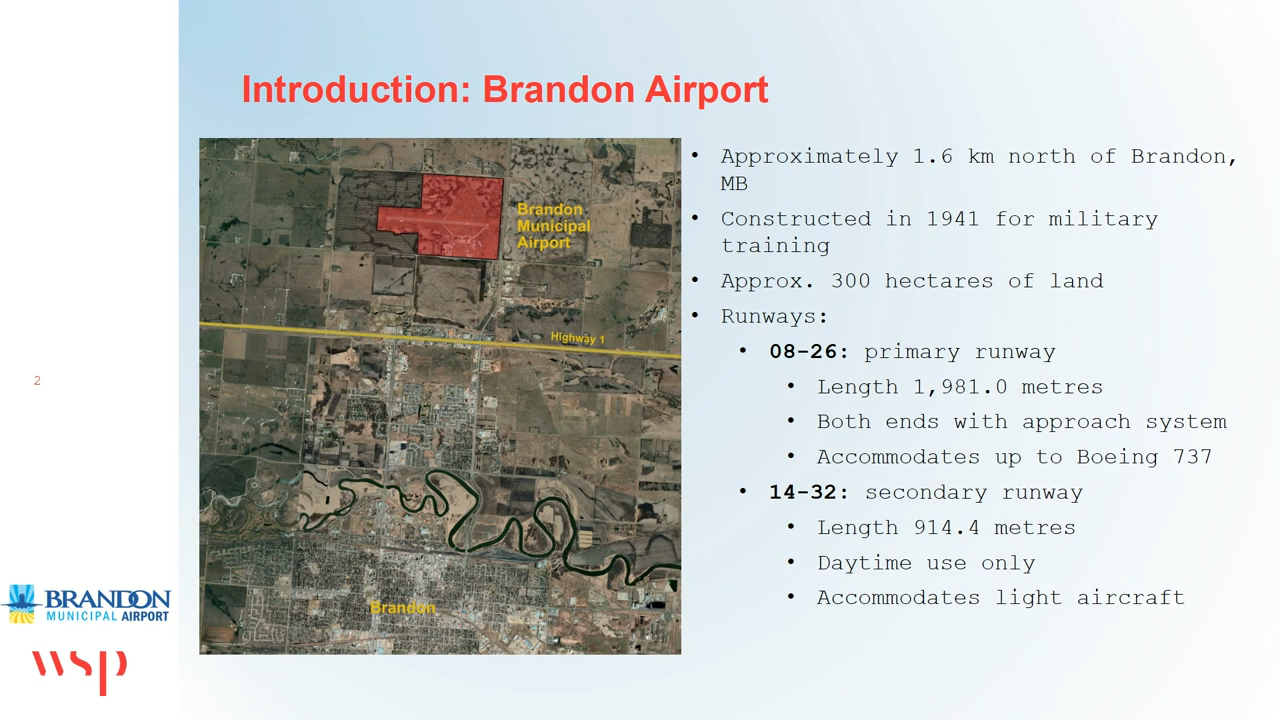 Introduction: Brandon Airport
Brandon
Municipal
Airport
Highway 1
Brandon
• Approximately 1.6 km north of Brandon,
MB
• Constructed in 1941 for military
training
• Approx. 300 hectares of land
• Runways:
• 08-26: primary runway
• Length 1,981.0 metres
• Both ends with approach system
• Accommodates up to Boeing 737
• 14-32: secondary runway
• Length 914.4 metres
• Daytime use only
• Accommodates light aircraft
2
BRANDON
MUNICIPAL AIRPORT
wsp